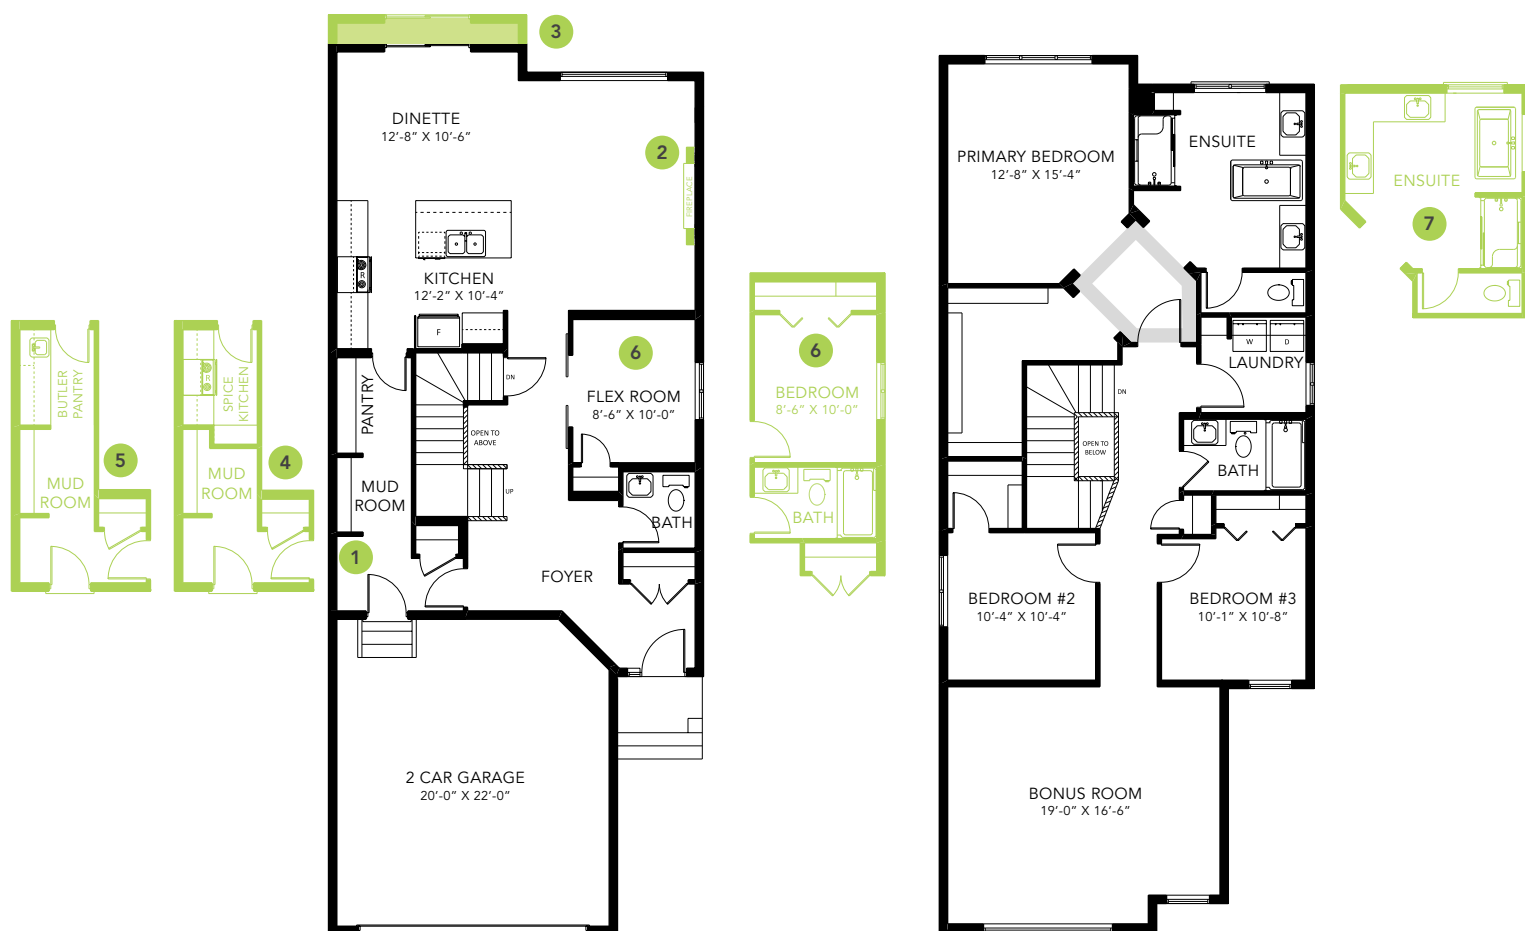 3
DINETTE
12'-8" X 10'-6"
2
FIREPLACE
R
KITCHEN
12'-2" X 10'-4"
F
PANTRY
DN
6
FLEX ROOM
8'-6" X 10'-0"
OPEN TO
ABOVE
UP
MUD
ROOM
BATH
1
FOYER
2 CAR GARAGE
20'-0" X 22'-0"
BUTLER
PANTRY
MUD
ROOM
5
R
SPICE
KITCHEN
MUD
ROOM
4
6
BEDROOM
8'-6" X 10'-0"
BATH
PRIMARY BEDROOM
12'-8" X 15'-4"
ENSUITE
W
D
LAUNDRY
DN
OPEN TO
BELOW
BATH
BEDROOM #2
10'-4" X 10'-4"
BEDROOM #3
10'-1" X 10'-8"
BONUS ROOM
19'-0" X 16'-6"
ENSUITE
7